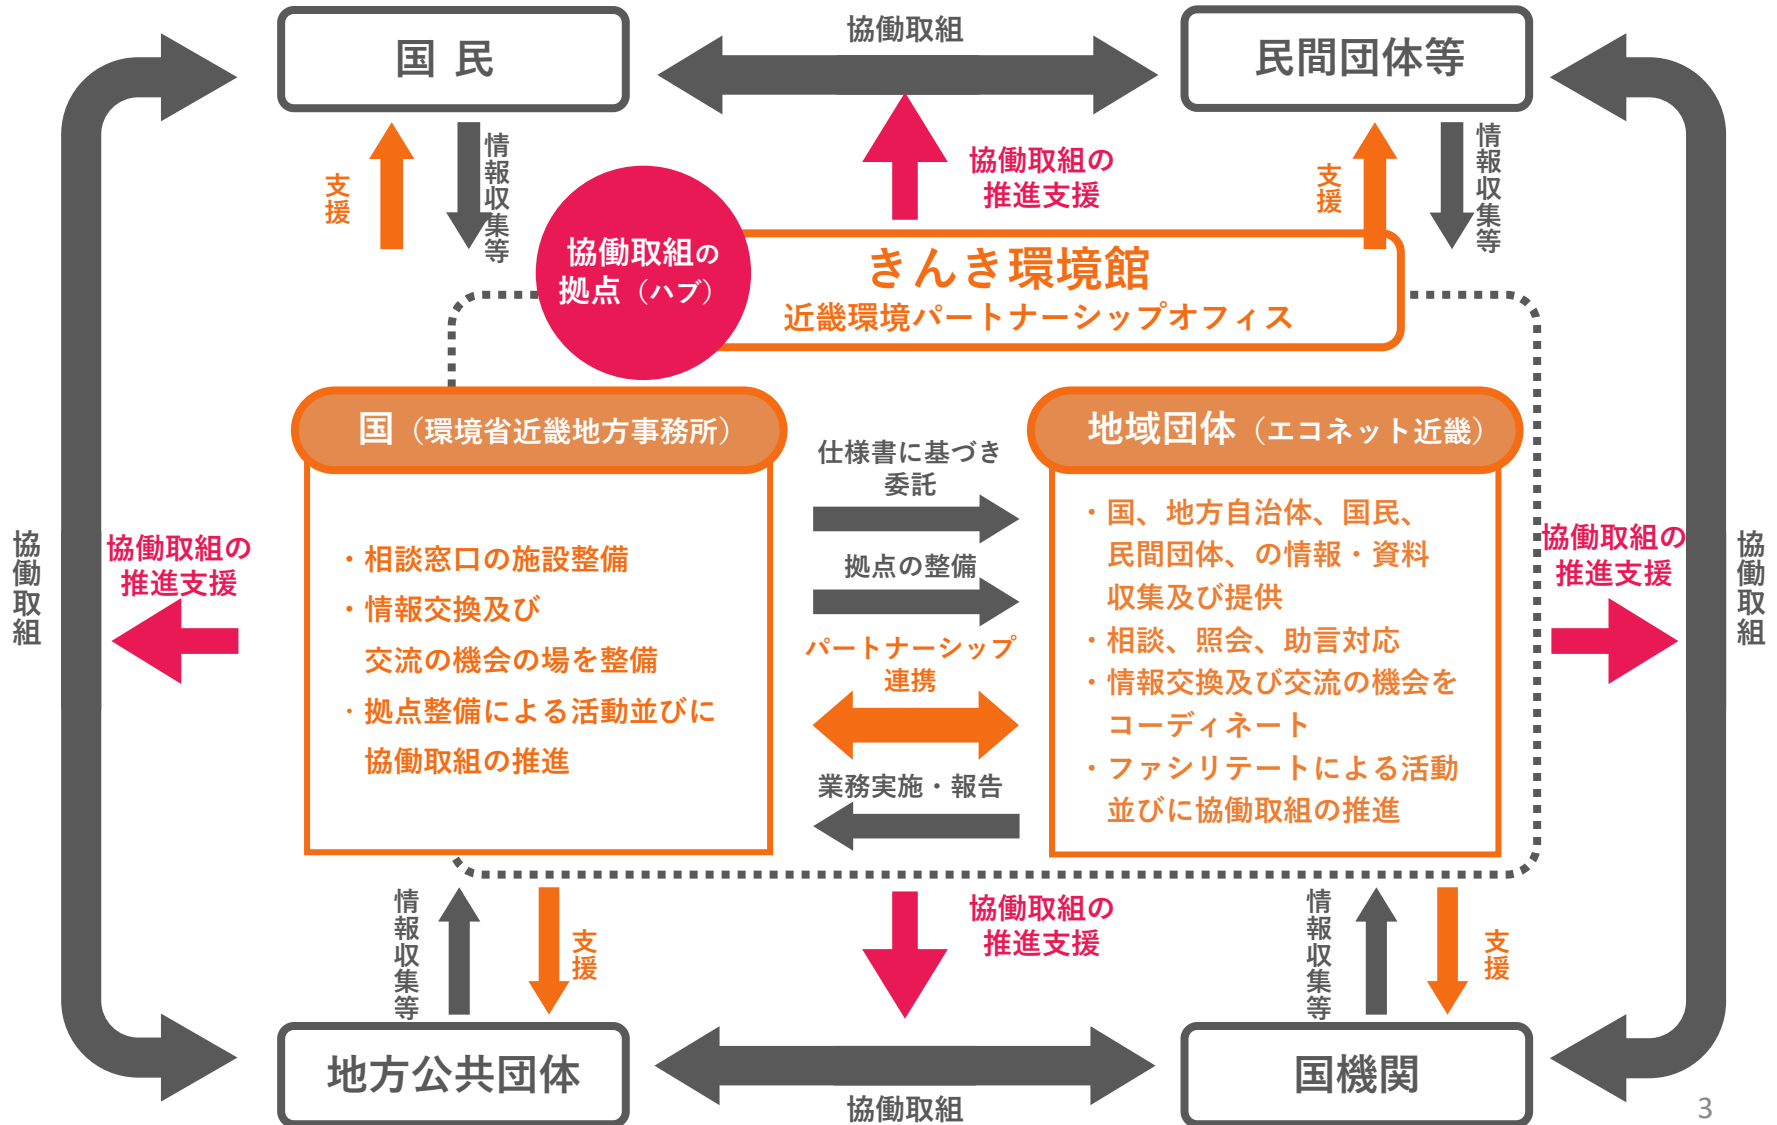 協働取組
国 民
民間団体等
支援
情報収集等
協働取組の
推進支援
支援
情報収集等
協働取組の
拠点（ハブ）
きんき環境館
近畿環境パートナーシップオフィス
国（環境省近畿地方事務所）
・相談窓口の施設整備
・情報交換及び
交流の機会の場を整備
・拠点整備による活動並びに
協働取組の推進
仕様書に基づき
委託
拠点の整備
パートナーシップ
連携
業務実施・報告
地域団体（エコネット近畿）
・国、地方自治体、国民、
民間団体、の情報・資料
収集及び提供
・相談、照会、助言対応
・情報交換及び交流の機会を
コーディネート
・ファシリテートによる活動
並びに協働取組の推進
協働取組
協働取組の
推進支援
協働取組の
推進支援
協働取組
情報収集等
支援
協働取組の
推進支援
情報収集等
支援
地方公共団体
国機関
協働取組
3